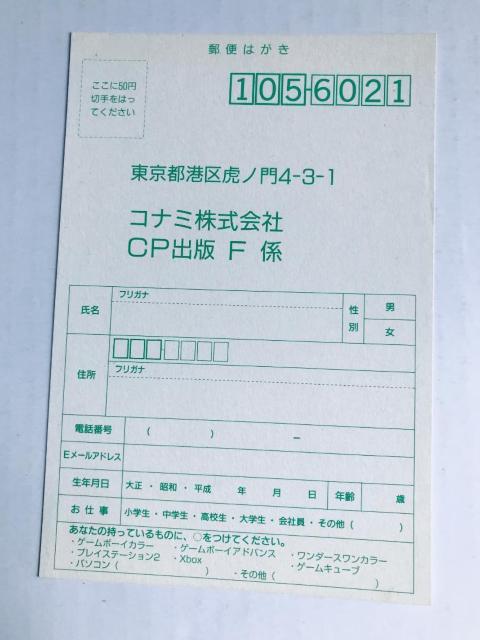 郵便はがき
ここに50円
切手をはっ
てください
105-6021
東京都港区虎ノ門4-3-1
コナミ株式会社
CP出版 F 係
氏名
フリガナ
性別
男
女
住所
フリガナ
電話番号 ( ) −
Eメールアドレス
生年月日 大正・昭和・平成 年 月 日 年齢 歳
お仕事 小学生・中学生・高校生・大学生・会社員・その他( )
あなたの持っているものに、○をつけてください。
・ゲームボーイカラー ・ゲームボーイアドバンス ・ワンダースワンカラー
・プレイステーション2 ・Xbox ・ゲームキューブ
・パソコン( ) ・その他( )